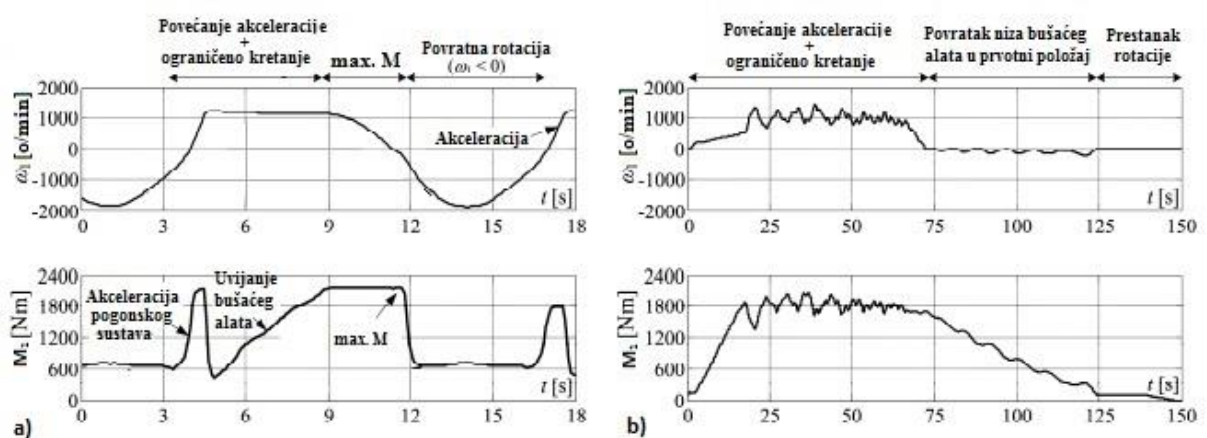 Povećanje akceleracije
+
ograničeno kretanje
max. M
Povratna rotacija
(ω₁ < 0)
ω₁ [o/min]
2000
1000
0
-1000
-2000
Akceleracija
t [s]
0 3 6 9 12 15 18
M₁ [Nm]
2400
1800
1200
600
0
Akceleracija
pogonskog
sustava
Uvijanje
bušaćeg
alata
max. M
t [s]
0 3 6 9 12 15 18
a)
Povećanje akceleracije
+
ograničeno kretanje
Povratak niza bušaćeg
alata u prvotni položaj
Prestanak
rotacije
ω₁ [o/min]
2000
1000
0
-1000
-2000
t [s]
0 25 50 75 100 125 150
M₁ [Nm]
2400
1800
1200
600
0
t [s]
0 25 50 75 100 125 150
b)